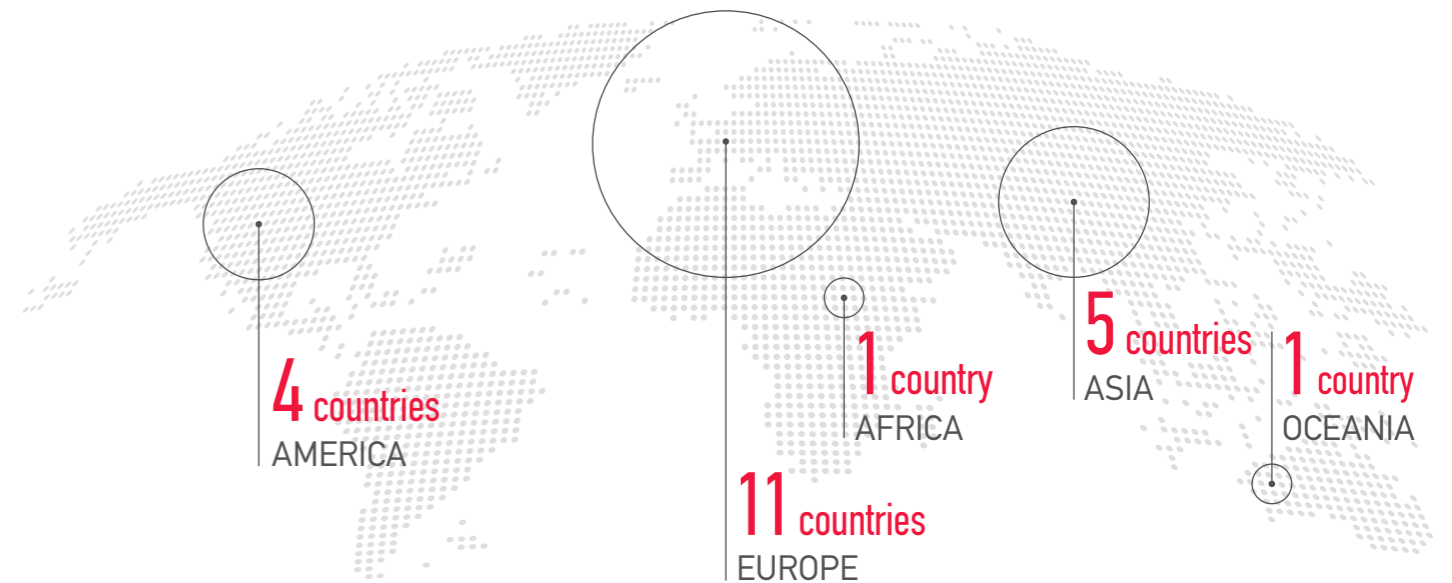 4 countries
AMERICA
11 countries
EUROPE
1 country
AFRICA
5 countries
ASIA
1 country
OCEANIA